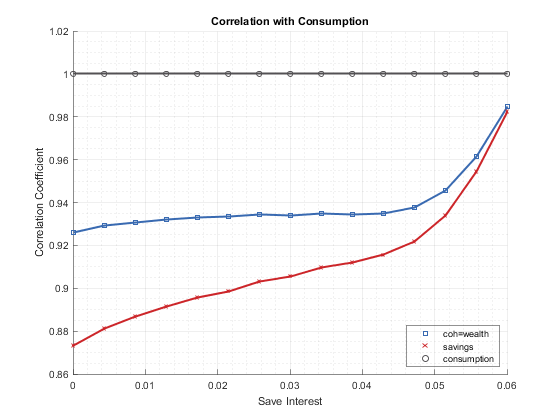 Correlation with Consumption
1.02
1
0.98
0.96
0.94
0.92
0.9
0.88
0.86
Correlation Coefficient
0
0.01
0.02
0.03
0.04
0.05
0.06
Save Interest
coh=wealth
savings
consumption